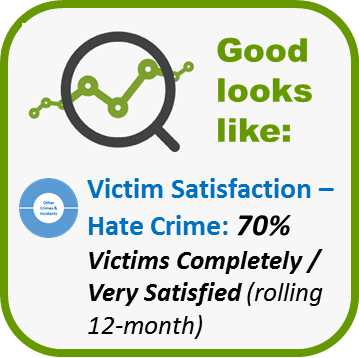 Good
looks
like:
Other
Crimes &
Incidents
Victim Satisfaction –
Hate Crime: 70%
Victims Completely /
Very Satisfied (rolling
12-month)